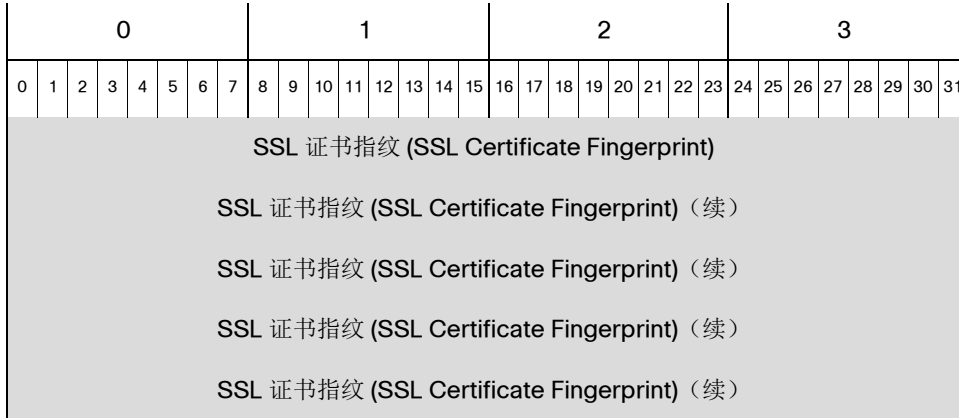 0 1 2 3
0 1 2 3 4 5 6 7 8 9 10 11 12 13 14 15 16 17 18 19 20 21 22 23 24 25 26 27 28 29 30 31
SSL 证书指纹 (SSL Certificate Fingerprint)
SSL 证书指纹 (SSL Certificate Fingerprint)（续）
SSL 证书指纹 (SSL Certificate Fingerprint)（续）
SSL 证书指纹 (SSL Certificate Fingerprint)（续）
SSL 证书指纹 (SSL Certificate Fingerprint)（续）